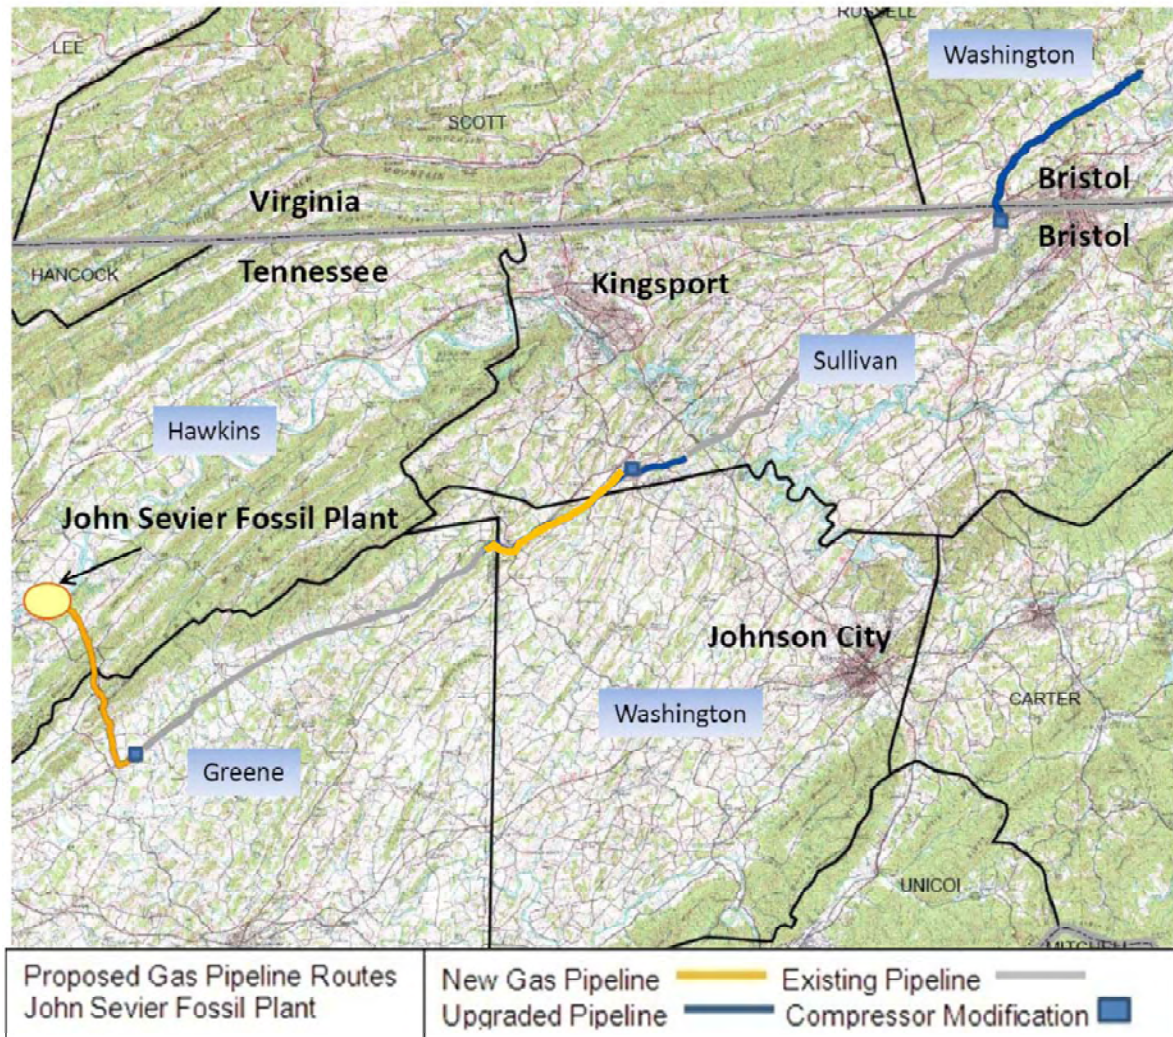 RUSSELL
LEE
Washington
SCOTT
Virginia
Bristol
Bristol
HANCOCK
Tennessee
Kingsport
Sullivan
Hawkins
John Sevier Fossil Plant
Johnson City
Washington
CARTER
Greene
UNICOI
MITCHELL
Proposed Gas Pipeline Routes
John Sevier Fossil Plant
New Gas Pipeline
Existing Pipeline
Upgraded Pipeline
Compressor Modification